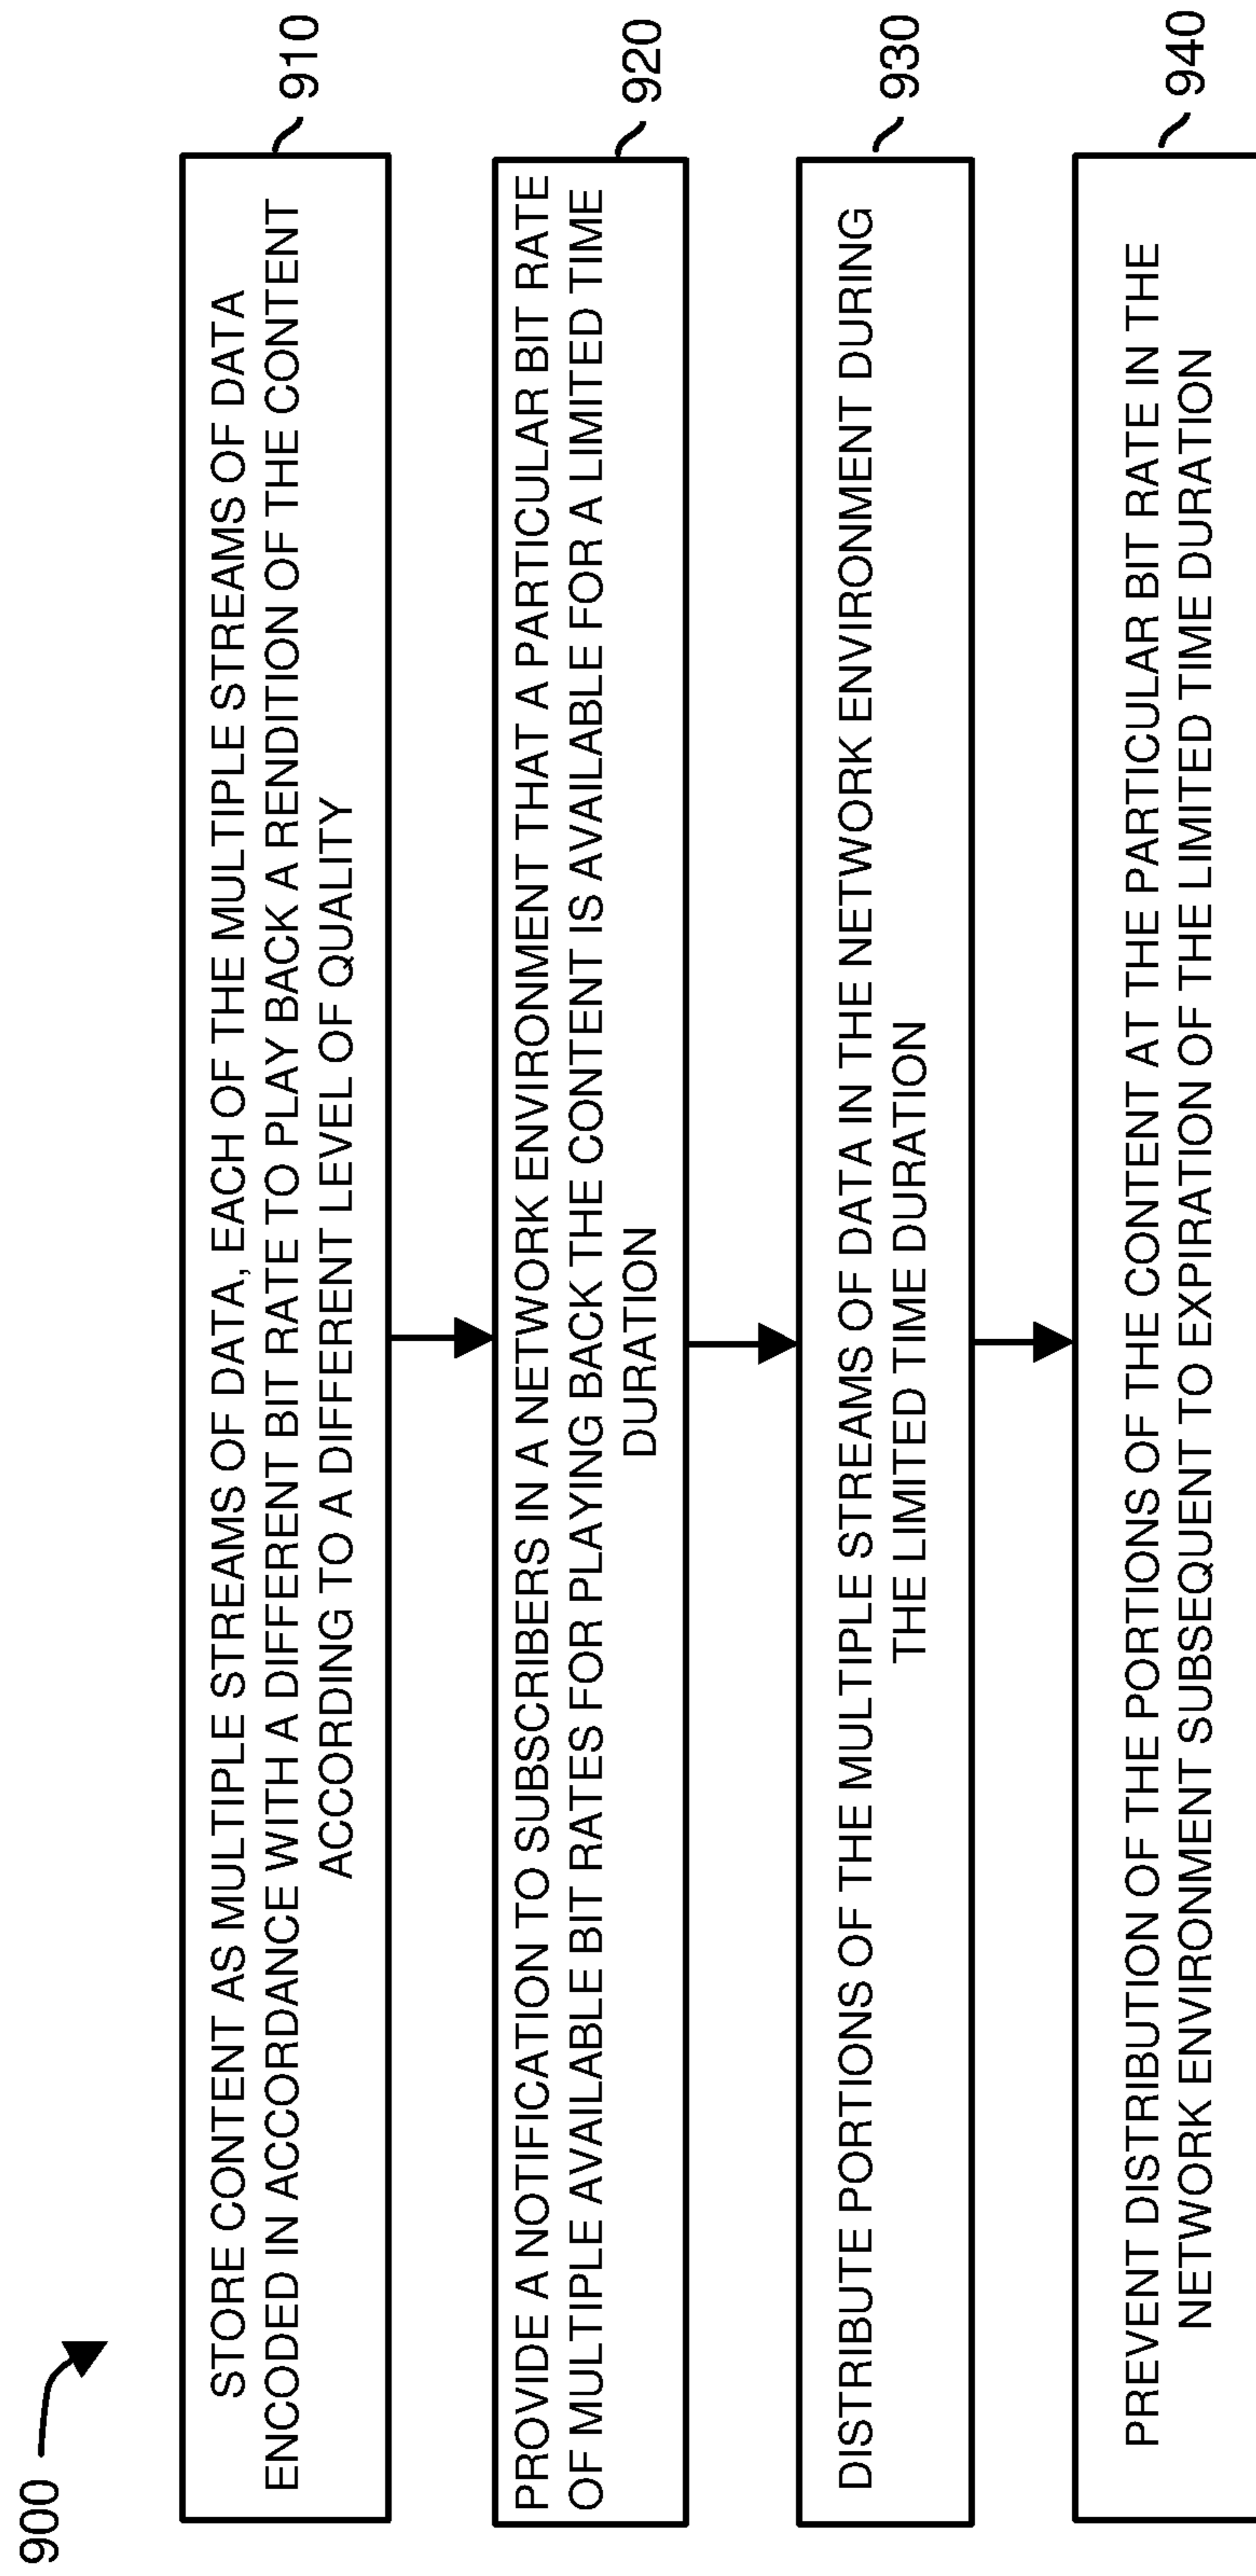 900
STORE CONTENT AS MULTIPLE STREAMS OF DATA, EACH OF THE MULTIPLE STREAMS OF DATA
ENCODED IN ACCORDANCE WITH A DIFFERENT BIT RATE TO PLAY BACK A RENDITION OF THE CONTENT
ACCORDING TO A DIFFERENT LEVEL OF QUALITY
910
PROVIDE A NOTIFICATION TO SUBSCRIBERS IN A NETWORK ENVIRONMENT THAT A PARTICULAR BIT RATE
OF MULTIPLE AVAILABLE BIT RATES FOR PLAYING BACK THE CONTENT IS AVAILABLE FOR A LIMITED TIME
DURATION
920
DISTRIBUTE PORTIONS OF THE MULTIPLE STREAMS OF DATA IN THE NETWORK ENVIRONMENT DURING
THE LIMITED TIME DURATION
930
PREVENT DISTRIBUTION OF THE PORTIONS OF THE CONTENT AT THE PARTICULAR BIT RATE IN THE
NETWORK ENVIRONMENT SUBSEQUENT TO EXPIRATION OF THE LIMITED TIME DURATION
940